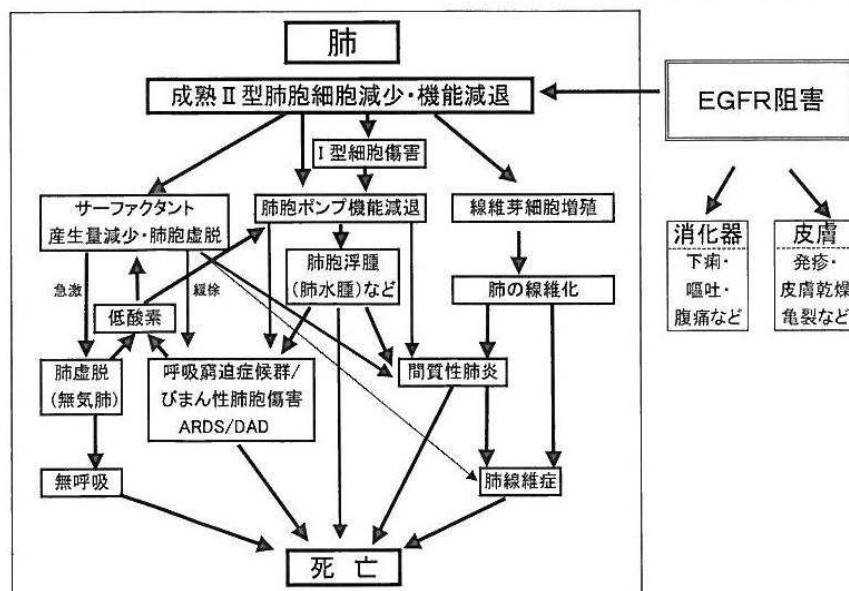 肺
成熟Ⅱ型肺胞細胞減少・機能減退
EGFR阻害
Ⅰ型細胞傷害
サーファクタント
産生量減少・肺胞虚脱
肺胞ポンプ機能減退
線維芽細胞増殖
消化器
下痢・
嘔吐・
腹痛など
皮膚
発疹・
皮膚乾燥
亀裂など
急激
緩徐
肺胞浮腫
(肺水腫)など
肺の線維化
低酸素
肺虚脱
(無気肺)
呼吸窮迫症候群/
びまん性肺胞傷害
ARDS/DAD
間質性肺炎
無呼吸
肺線維症
死亡